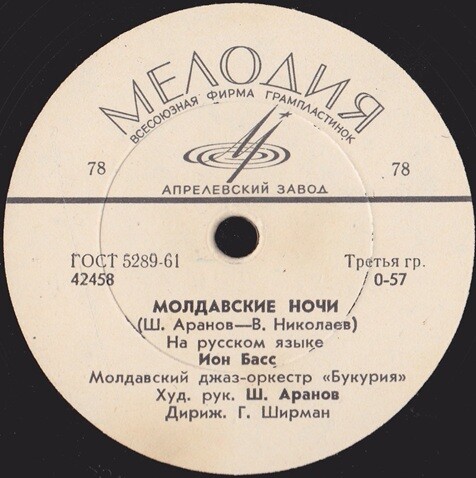 МЕЛОДИЯ
ВСЕСОЮЗНАЯ ФИРМА ГРАМПЛАСТИНОК
78 78
АПРЕЛЕВСКИЙ ЗАВОД
ГОСТ 5289-61 Третья гр.
42458 0-57
МОЛДАВСКИЕ НОЧИ
(Ш. Аранов—В. Николаев)
На русском языке
Ион Басс
Молдавский джаз-оркестр «Букурия»
Худ. рук. Ш. Аранов
Дириж. Г. Ширман